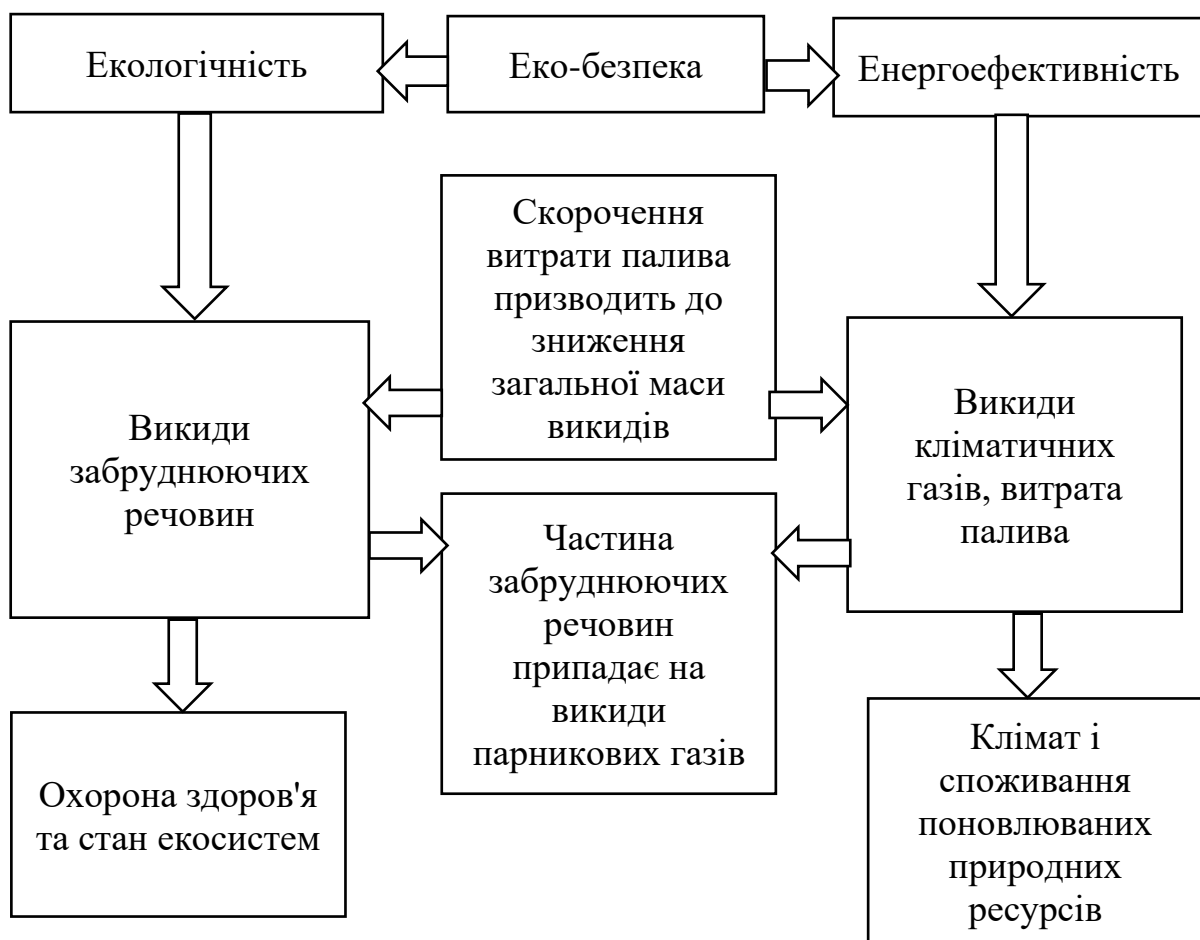 Екологічність
Еко-безпека
Енергоефективність
Скорочення
витрати палива
призводить до
зниження
загальної маси
викидів
Викиди
забруднюючих
речовин
Викиди
кліматичних
газів, витрата
палива
Частина
забруднюючих
речовин
припадає на
викиди
парникових газів
Охорона здоров'я
та стан екосистем
Клімат і
споживання
поновлюваних
природних
ресурсів